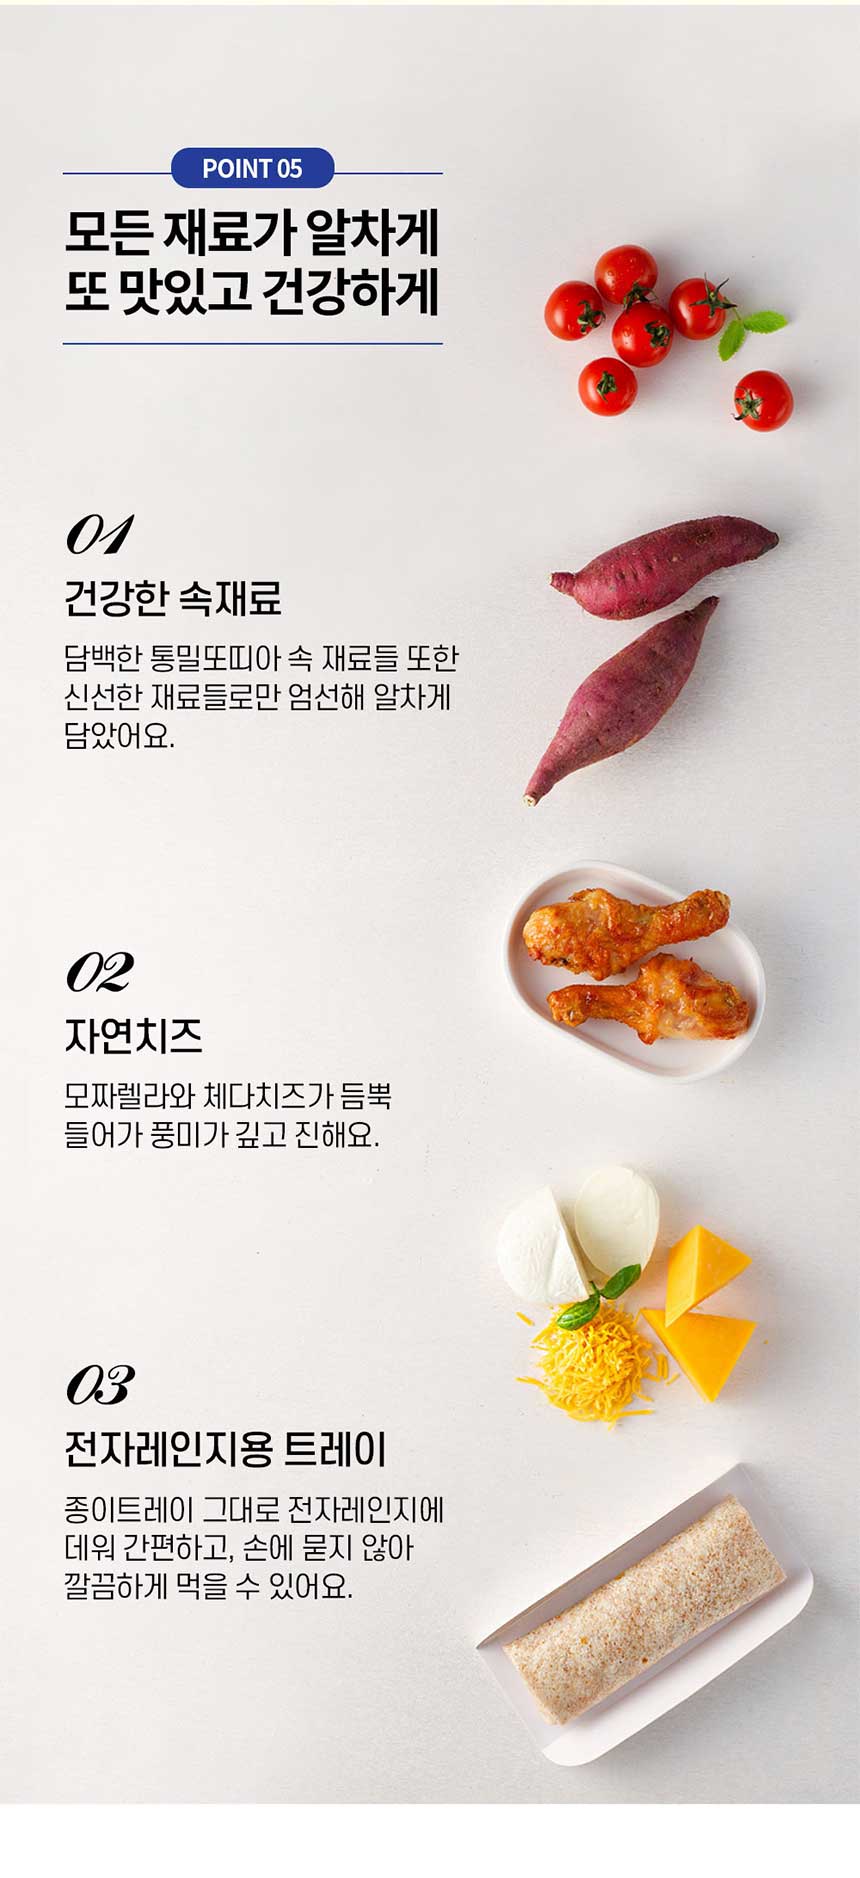 POINT 05
모든 재료가 알차게
또 맛있고 건강하게
01
건강한 속재료
담백한 통밀또띠아 속 재료들 또한
신선한 재료들로만 엄선해 알차게
담았어요.
02
자연치즈
모짜렐라와 체다치즈가 듬뿍
들어가 풍미가 깊고 진해요.
03
전자레인지용 트레이
종이트레이 그대로 전자레인지에
데워 간편하고, 손에 묻지 않아
깔끔하게 먹을 수 있어요.